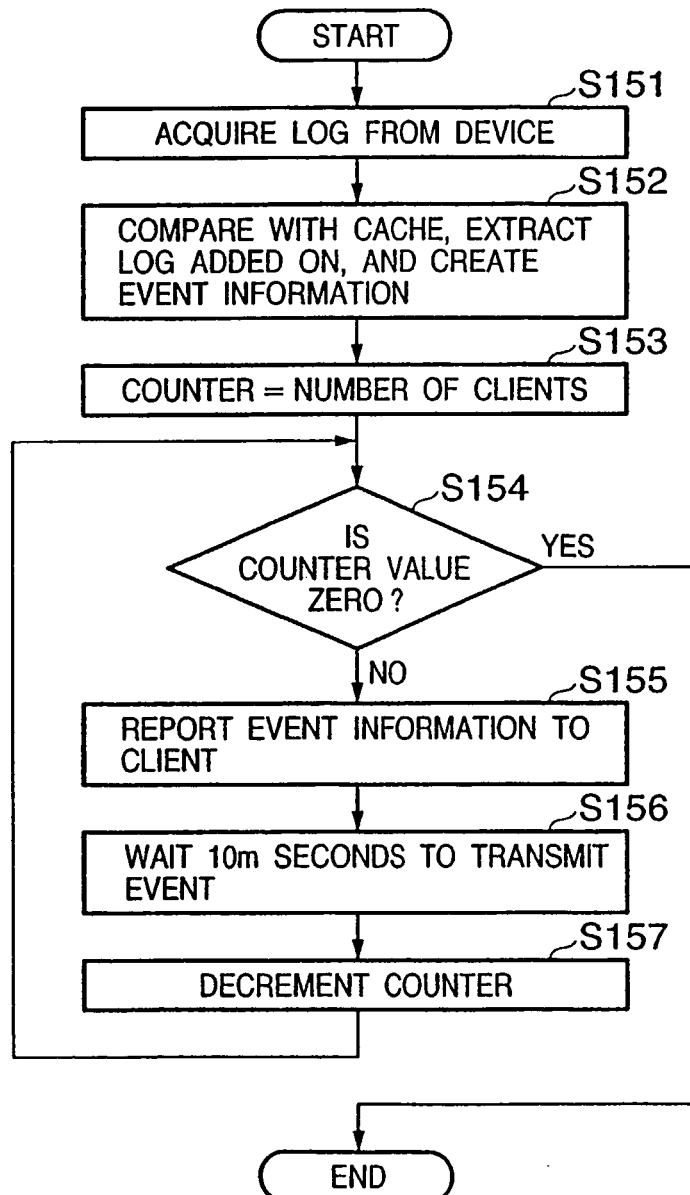 START
S151
ACQUIRE LOG FROM DEVICE
S152
COMPARE WITH CACHE, EXTRACT
LOG ADDED ON, AND CREATE
EVENT INFORMATION
S153
COUNTER = NUMBER OF CLIENTS
S154
IS
COUNTER VALUE
ZERO ?
YES
NO
S155
REPORT EVENT INFORMATION TO
CLIENT
S156
WAIT 10m SECONDS TO TRANSMIT
EVENT
S157
DECREMENT COUNTER
END